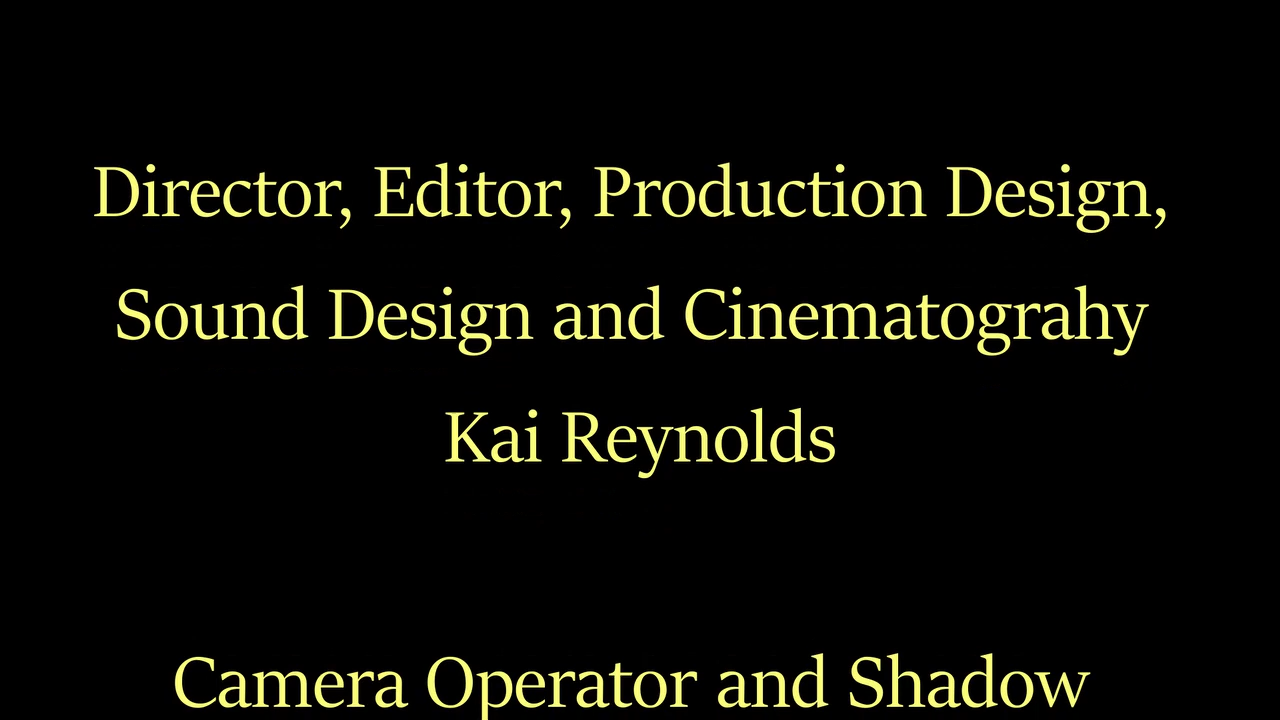 Director, Editor, Production Design,
Sound Design and Cinematograhy
Kai Reynolds
Camera Operator and Shadow